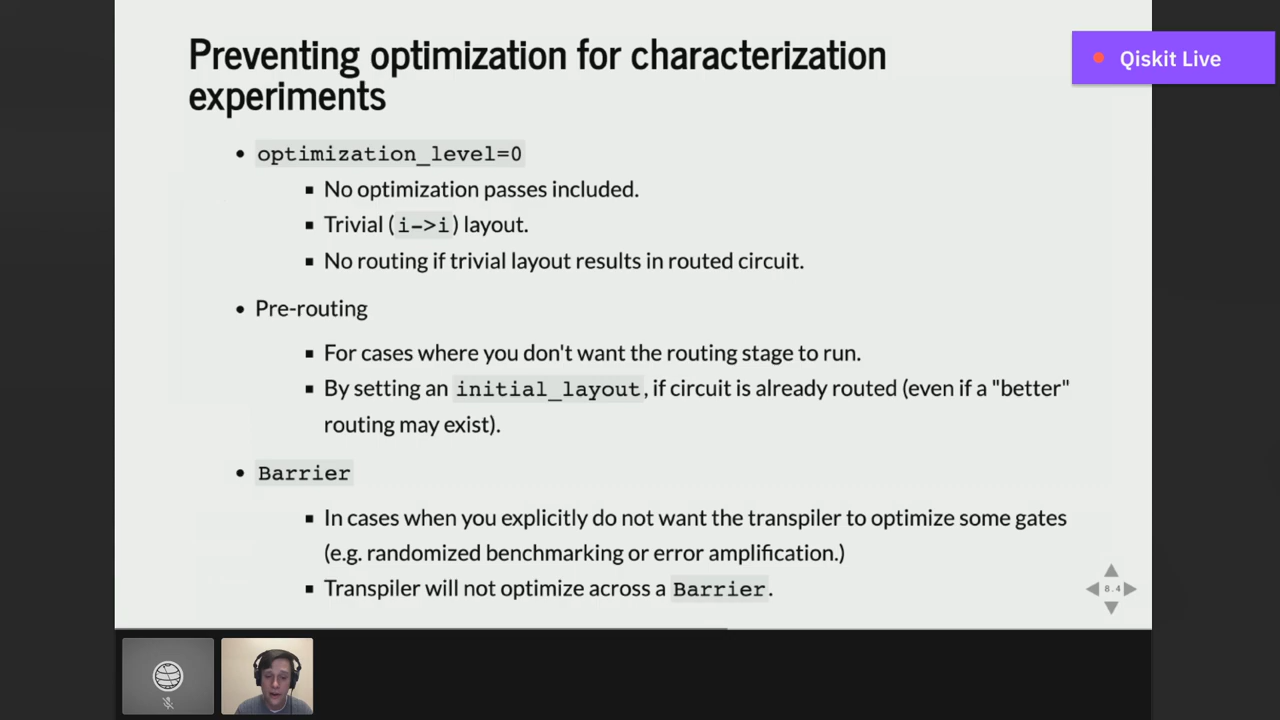 Preventing optimization for characterization
experiments
Qiskit Live
• optimization_level=0
▪ No optimization passes included.
▪ Trivial (i->i) layout.
▪ No routing if trivial layout results in routed circuit.
• Pre-routing
▪ For cases where you don't want the routing stage to run.
▪ By setting an initial_layout, if circuit is already routed (even if a "better"
routing may exist).
• Barrier
▪ In cases when you explicitly do not want the transpiler to optimize some gates
(e.g. randomized benchmarking or error amplification.)
▪ Transpiler will not optimize across a Barrier.
8.4